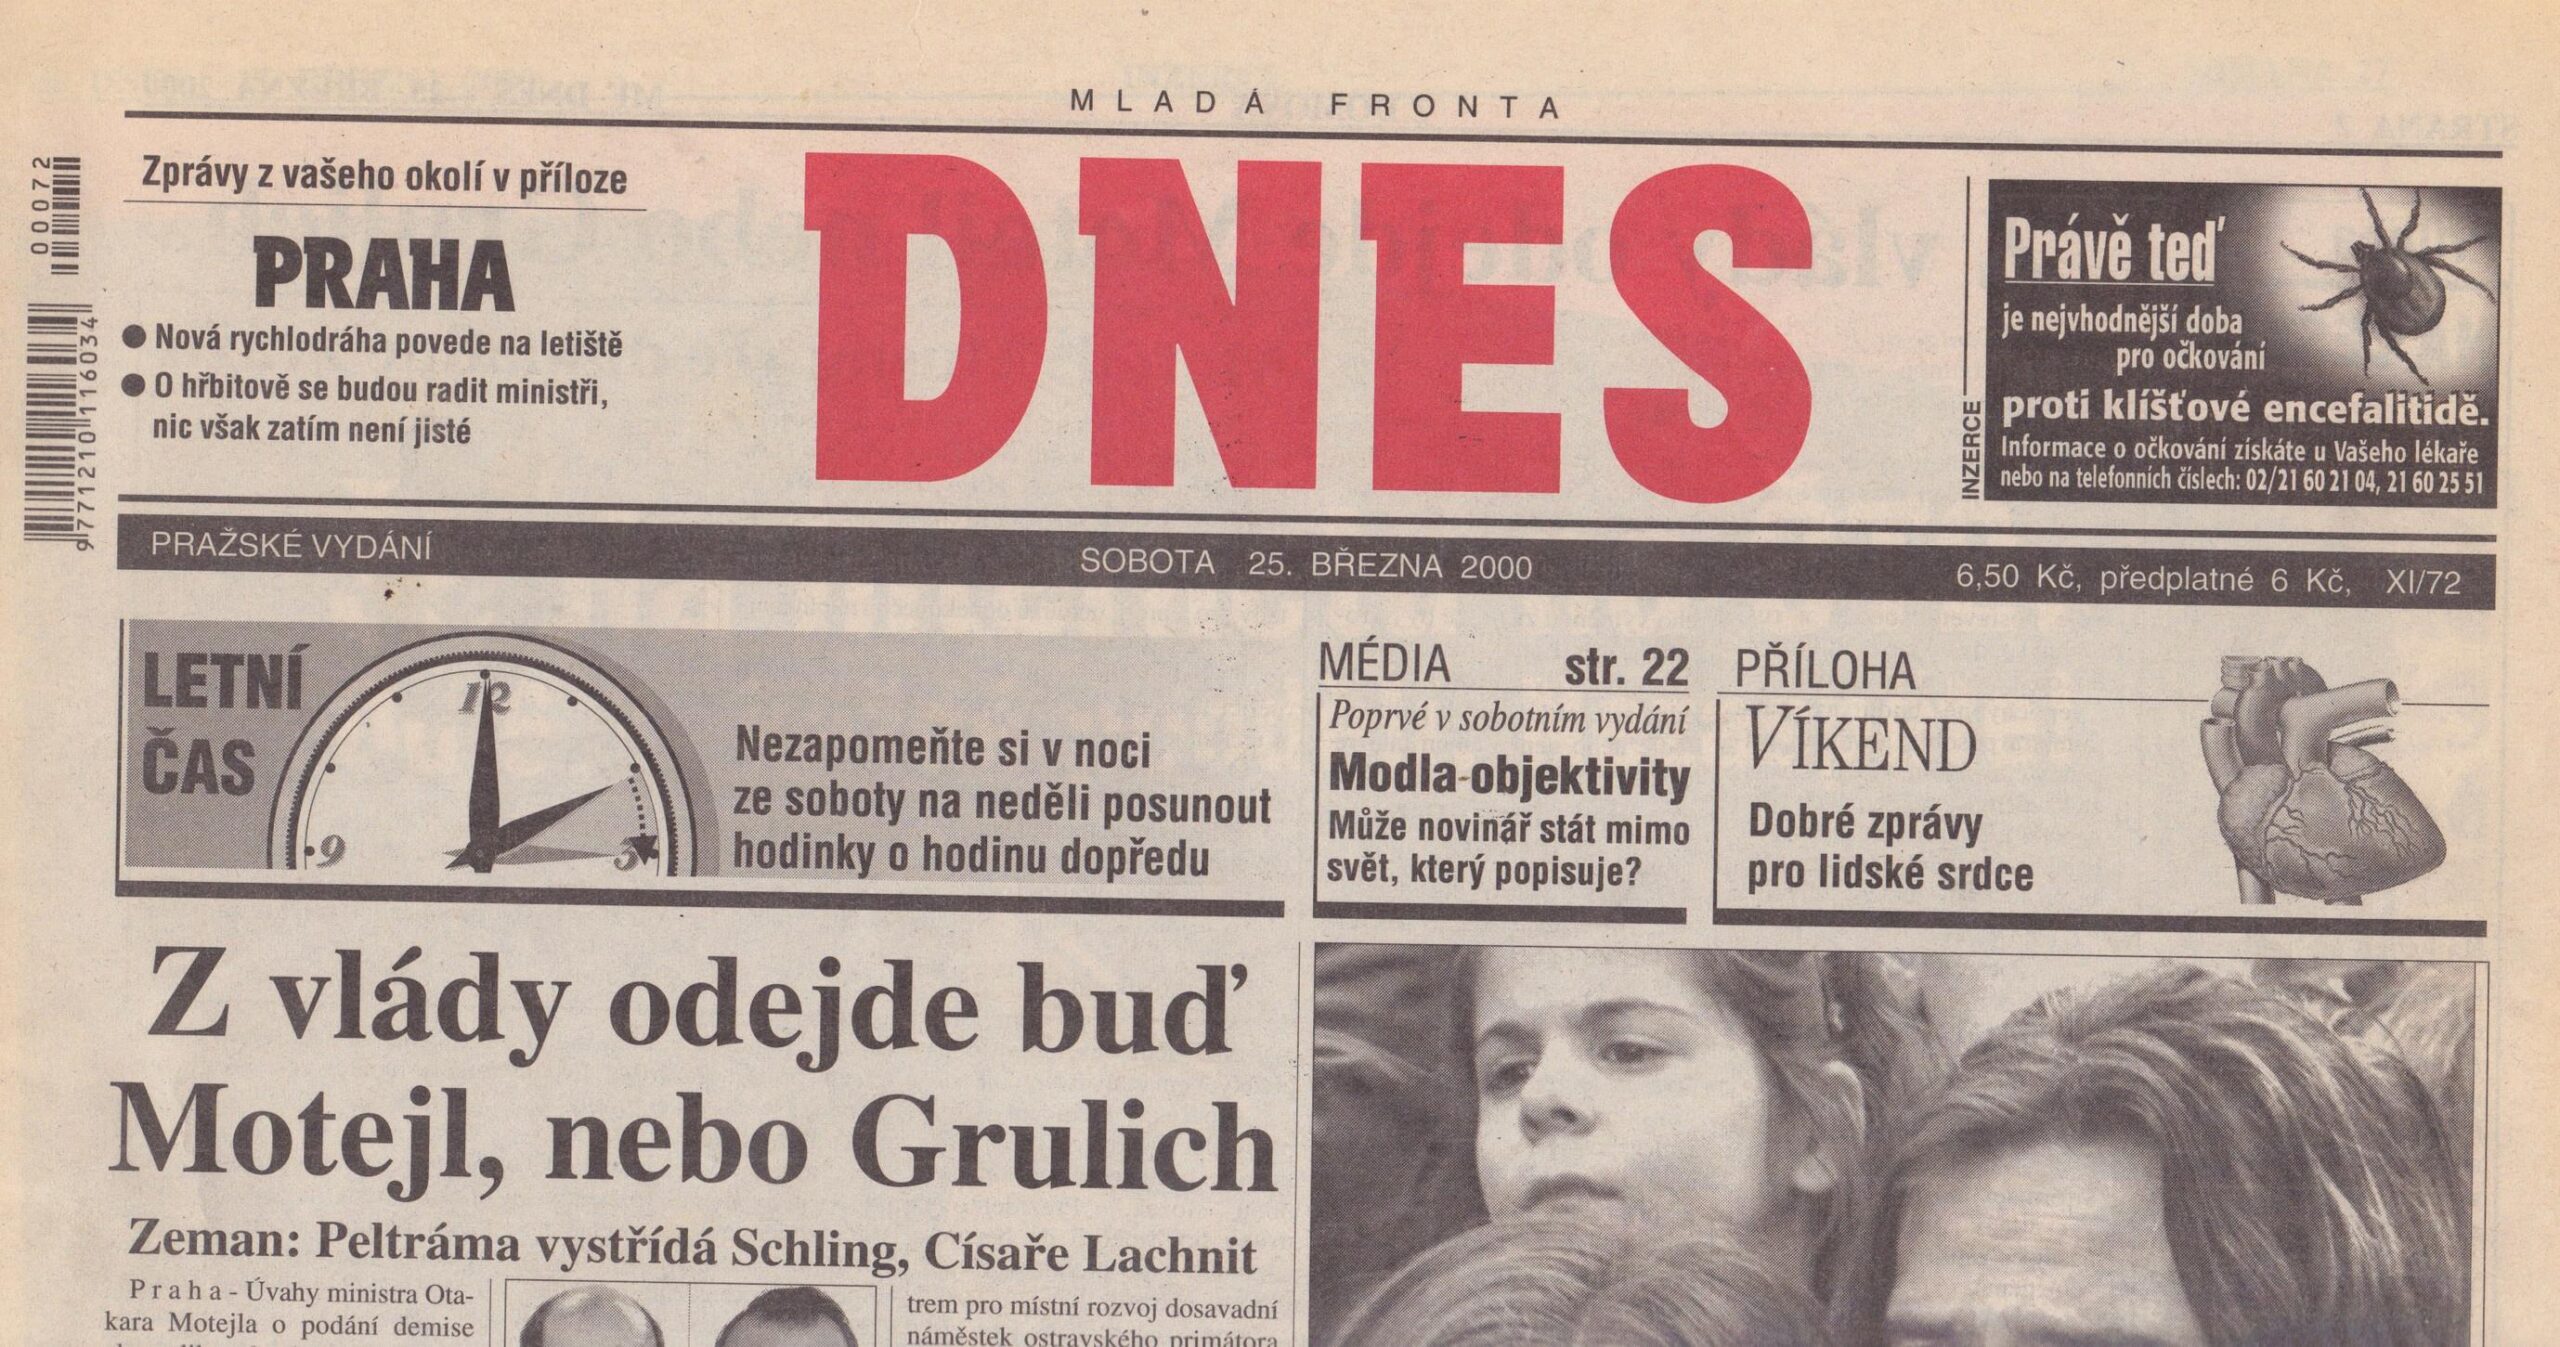 MLADÁ FRONTA
DNES
00072
9771210116034
Zprávy z vašeho okolí v příloze
PRAHA
● Nová rychlodráha povede na letiště
● O hřbitově se budou radit ministři,
nic však zatím není jisté
INZERCE
Právě teď
je nejvhodnější doba
pro očkování
proti klíšťové encefalitidě.
Informace o očkování získáte u Vašeho lékaře
nebo na telefonních číslech: 02/21 60 21 04, 21 60 25 51
PRAŽSKÉ VYDÁNÍ
SOBOTA 25. BŘEZNA 2000
6,50 Kč, předplatné 6 Kč, XI/72
LETNÍ
ČAS
12
9
3
Nezapomeňte si v noci
ze soboty na neděli posunout
hodinky o hodinu dopředu
MÉDIA str. 22
Poprvé v sobotním vydání
Modla objektivity
Může novinář stát mimo
svět, který popisuje?
PŘÍLOHA
VÍKEND
Dobré zprávy
pro lidské srdce
Z vlády odejde buď
Motejl, nebo Grulich
Zeman: Peltráma vystřídá Schling, Císaře Lachnit
Praha - Úvahy ministra Ota-
kara Motejla o podání demise
trem pro místní rozvoj dosavadní
náměstek ostravského primátora